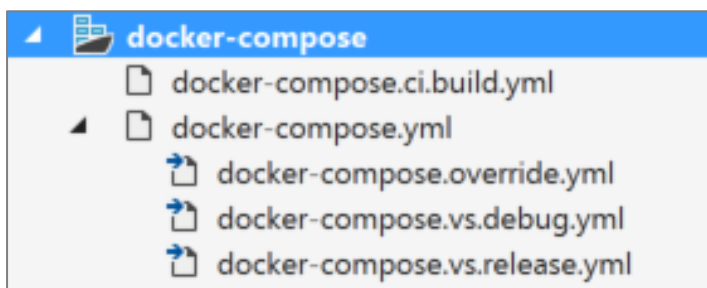 docker-compose
docker-compose.ci.build.yml
docker-compose.yml
docker-compose.override.yml
docker-compose.vs.debug.yml
docker-compose.vs.release.yml